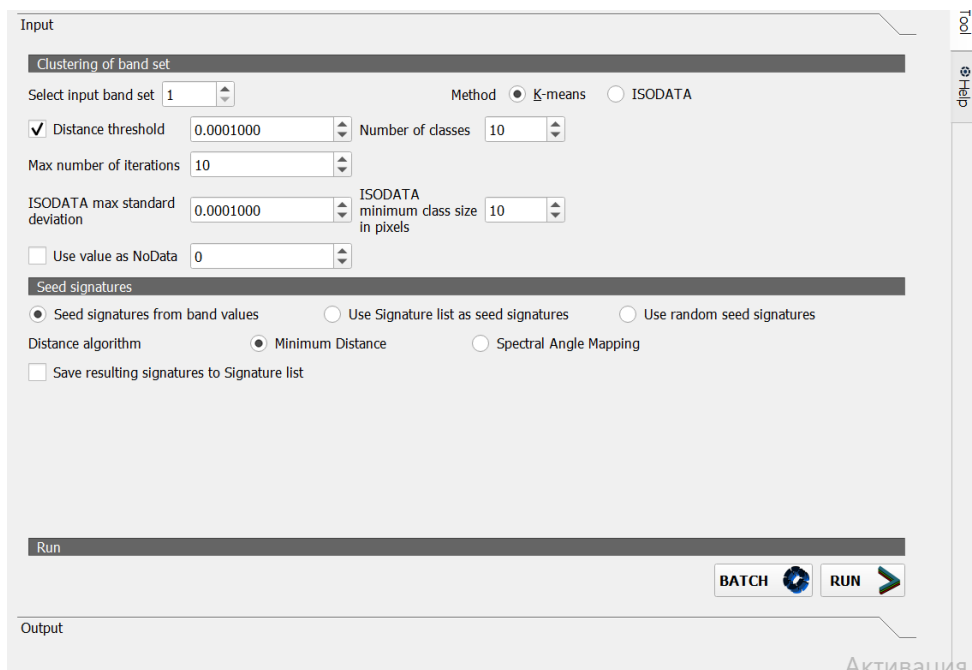 Input
Tool
Help
Clustering of band set
Select input band set 1
Method K-means ISODATA
Distance threshold 0.0001000 Number of classes 10
Max number of iterations 10
ISODATA max standard
deviation
0.0001000
ISODATA
minimum class size
in pixels
10
Use value as NoData 0
Seed signatures
Seed signatures from band values Use Signature list as seed signatures Use random seed signatures
Distance algorithm Minimum Distance Spectral Angle Mapping
Save resulting signatures to Signature list
Run
BATCH RUN
Output
Активация